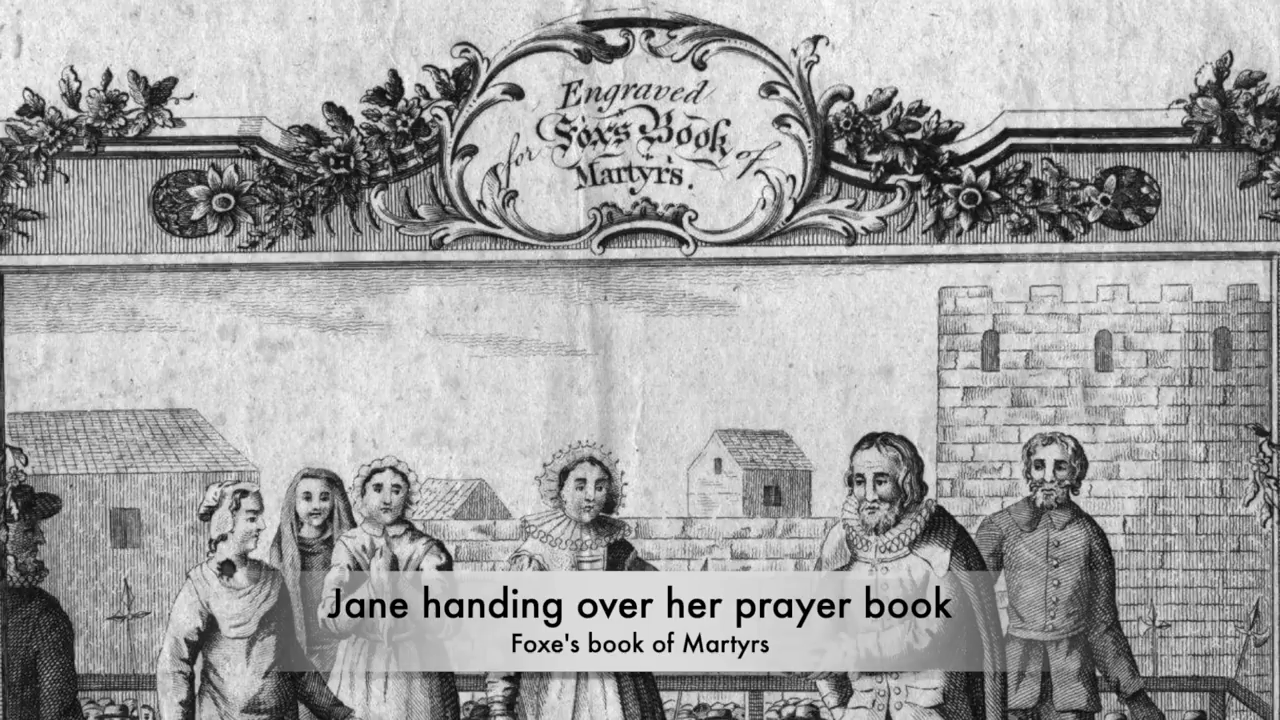 Engraved
for Fox's Book of
Martyrs.
Jane handing over her prayer book
Foxe's book of Martyrs